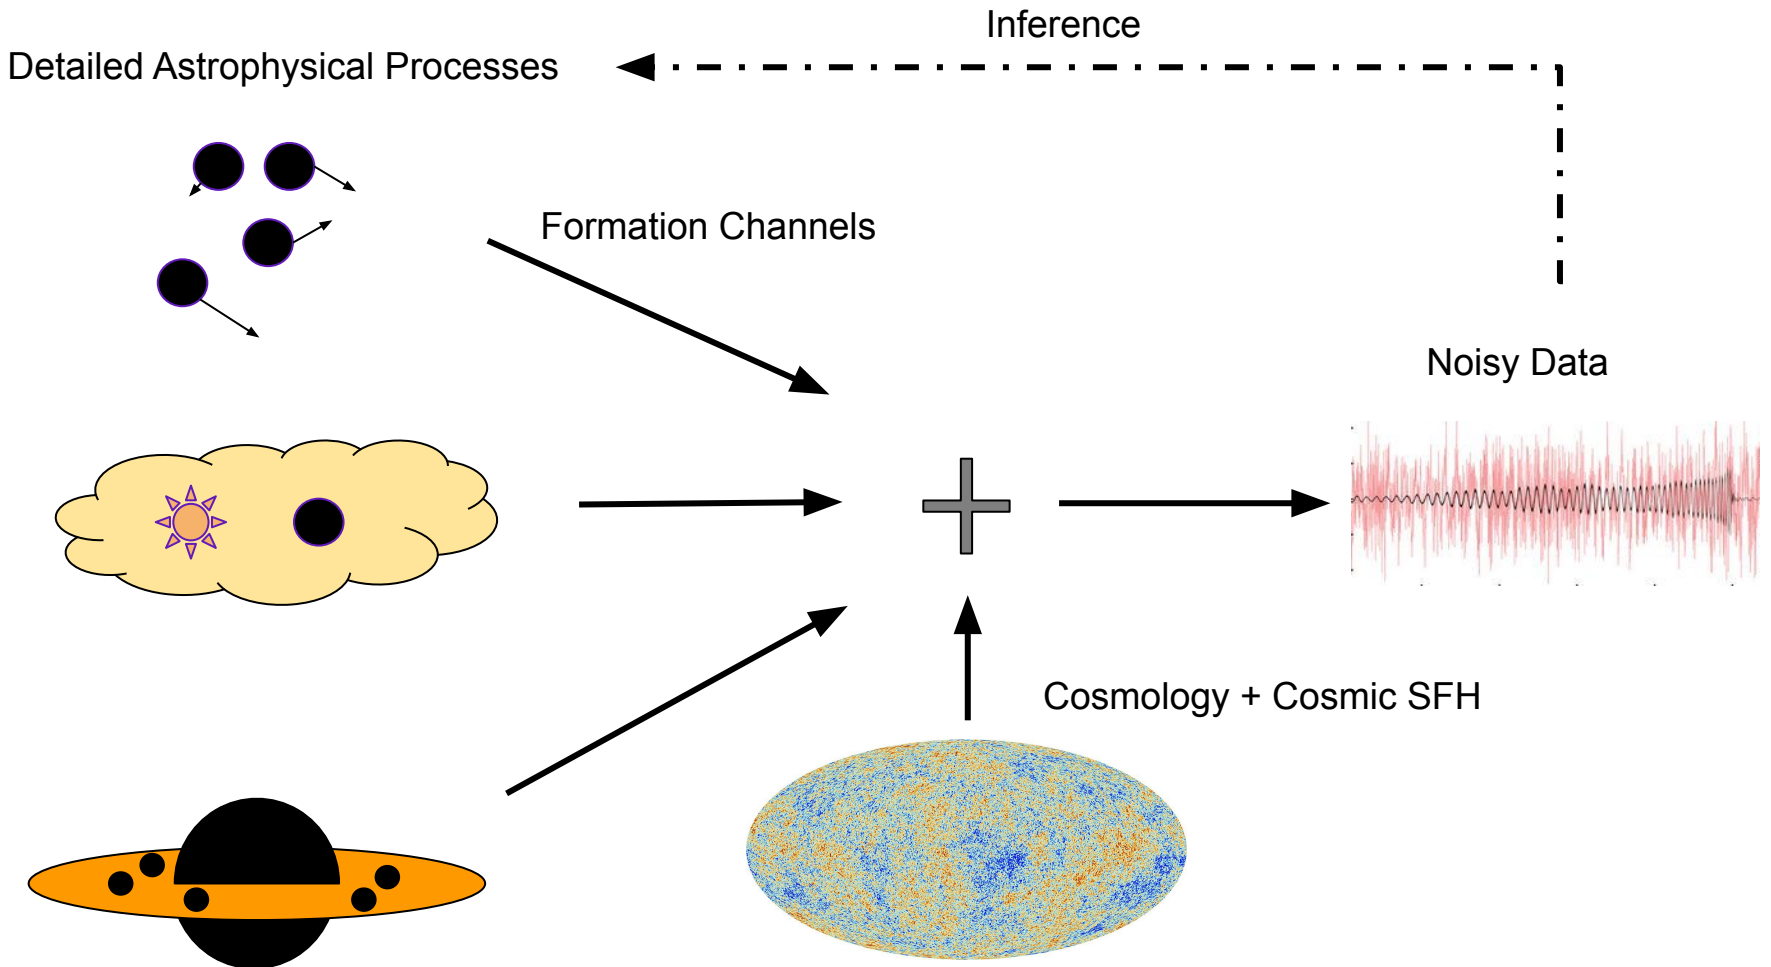 Inference
Detailed Astrophysical Processes
Formation Channels
Noisy Data
Cosmology + Cosmic SFH